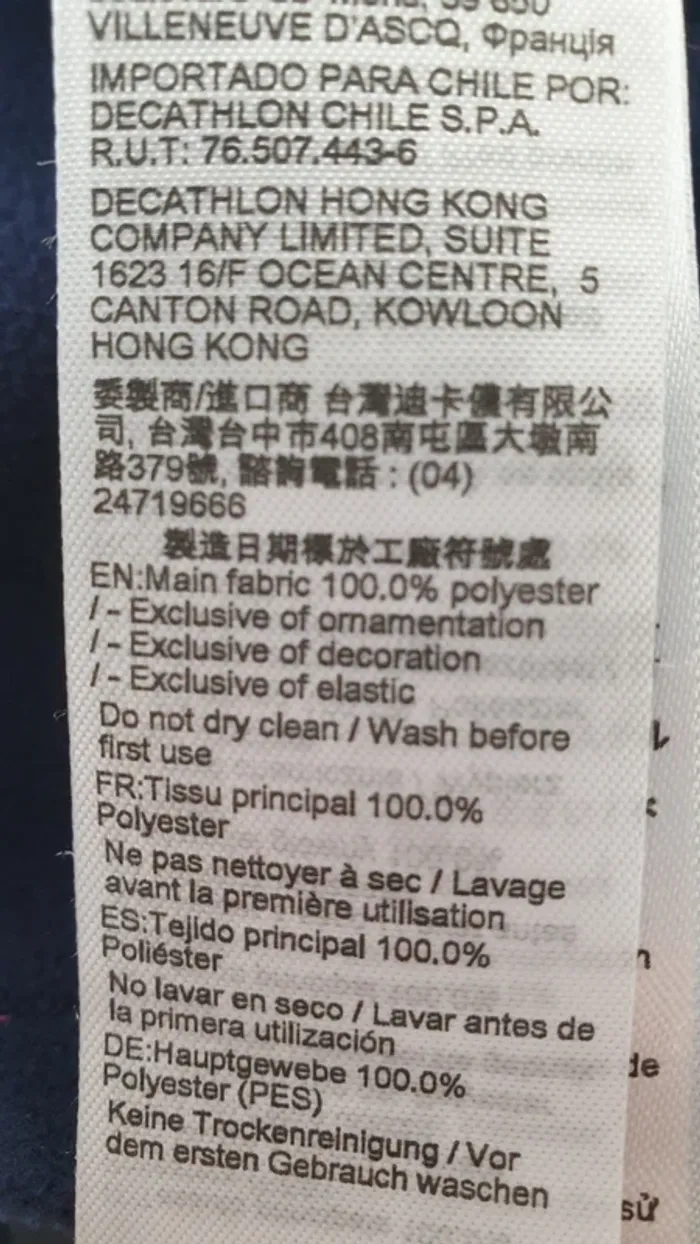 VILLENEUVE D'ASCQ, Франція
IMPORTADO PARA CHILE POR:
DECATHLON CHILE S.P.A.
R.U.T: 76.507.443-6
DECATHLON HONG KONG
COMPANY LIMITED, SUITE
1623 16/F OCEAN CENTRE, 5
CANTON ROAD, KOWLOON
HONG KONG
委製商/進口商 台灣迪卡儂有限公
司, 台灣台中市408南屯區大墩南
路379號, 諮詢電話 : (04)
24719666
製造日期標於工廠符號處
EN:Main fabric 100.0% polyester
/ - Exclusive of ornamentation
/ - Exclusive of decoration
/ - Exclusive of elastic
Do not dry clean / Wash before
first use
FR:Tissu principal 100.0%
Polyester
Ne pas nettoyer à sec / Lavage
avant la première utilisation
ES:Tejido principal 100.0%
Poliéster
No lavar en seco / Lavar antes de
la primera utilización
DE:Hauptgewebe 100.0%
Polyester (PES)
Keine Trockenreinigung / Vor
dem ersten Gebrauch waschen